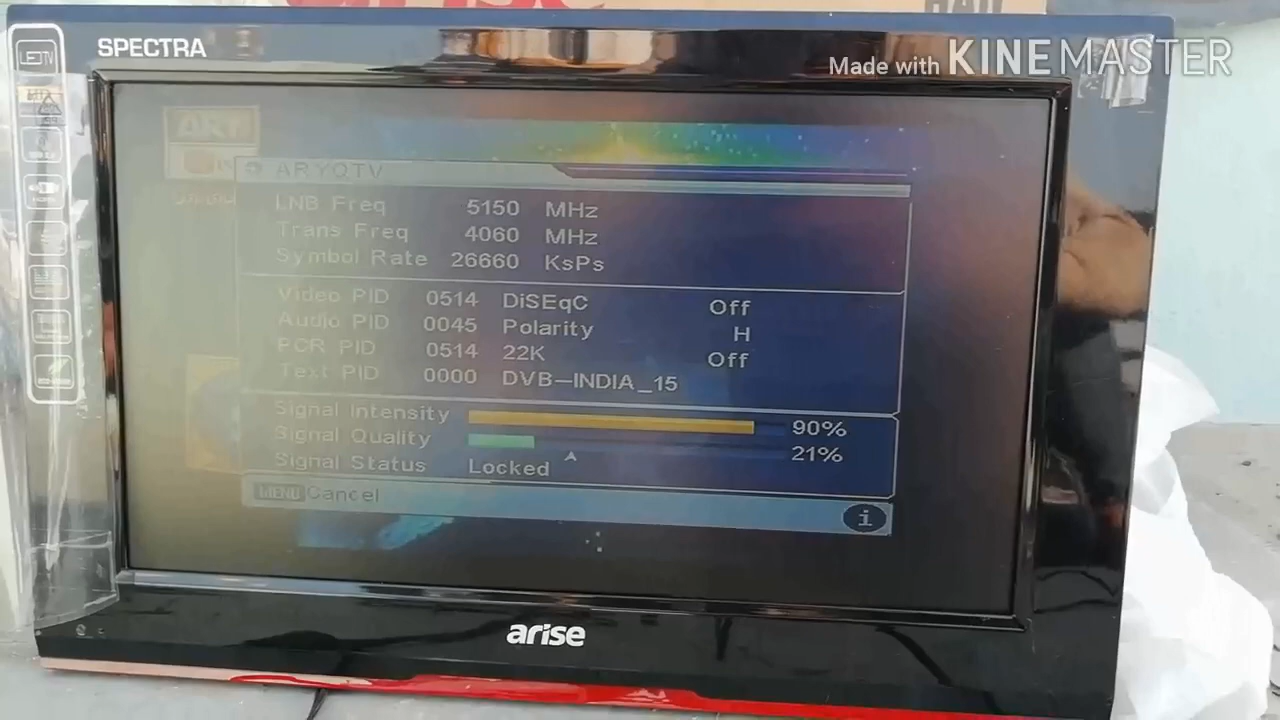 SPECTRA
Made with KINEMASTER
ARYQTV
LNB Freq 5150 MHz
Trans Freq 4060 MHz
Symbol Rate 26660 KsPs
Video PID 0514 DiSEqC Off
Audio PID 0045 Polarity H
PCR PID 0514 22K Off
Text PID 0000 DVB-INDIA_15
Signal Intensity 90%
Signal Quality 21%
Signal Status Locked
MENU Cancel
i
arise